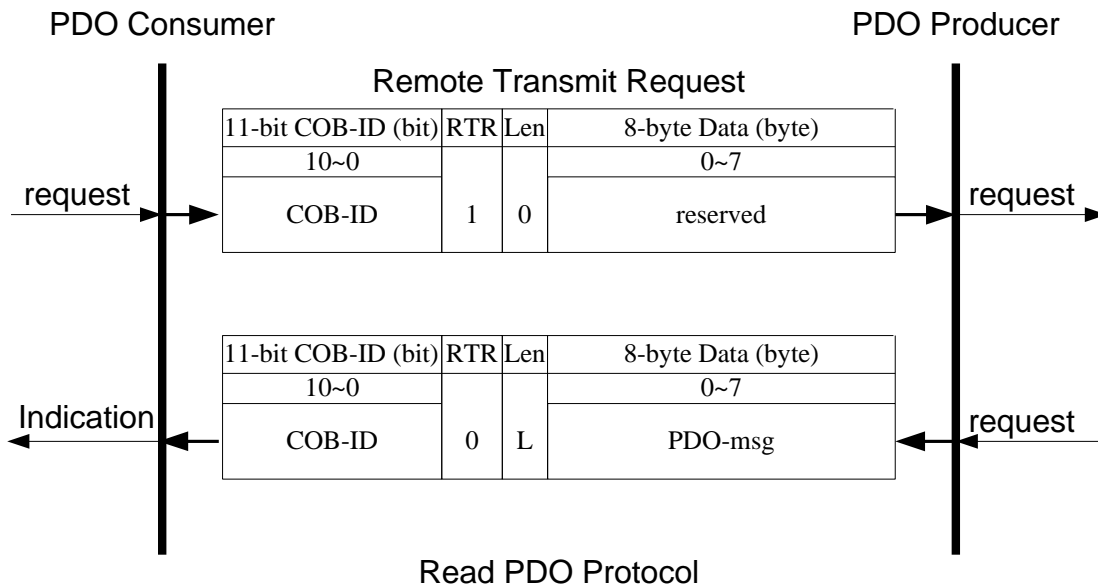 PDO Consumer PDO Producer
Remote Transmit Request
11-bit COB-ID (bit) RTR Len 8-byte Data (byte)
10~0 0~7
request COB-ID 1 0 reserved request
11-bit COB-ID (bit) RTR Len 8-byte Data (byte)
10~0 0~7
Indication COB-ID 0 L PDO-msg request
Read PDO Protocol